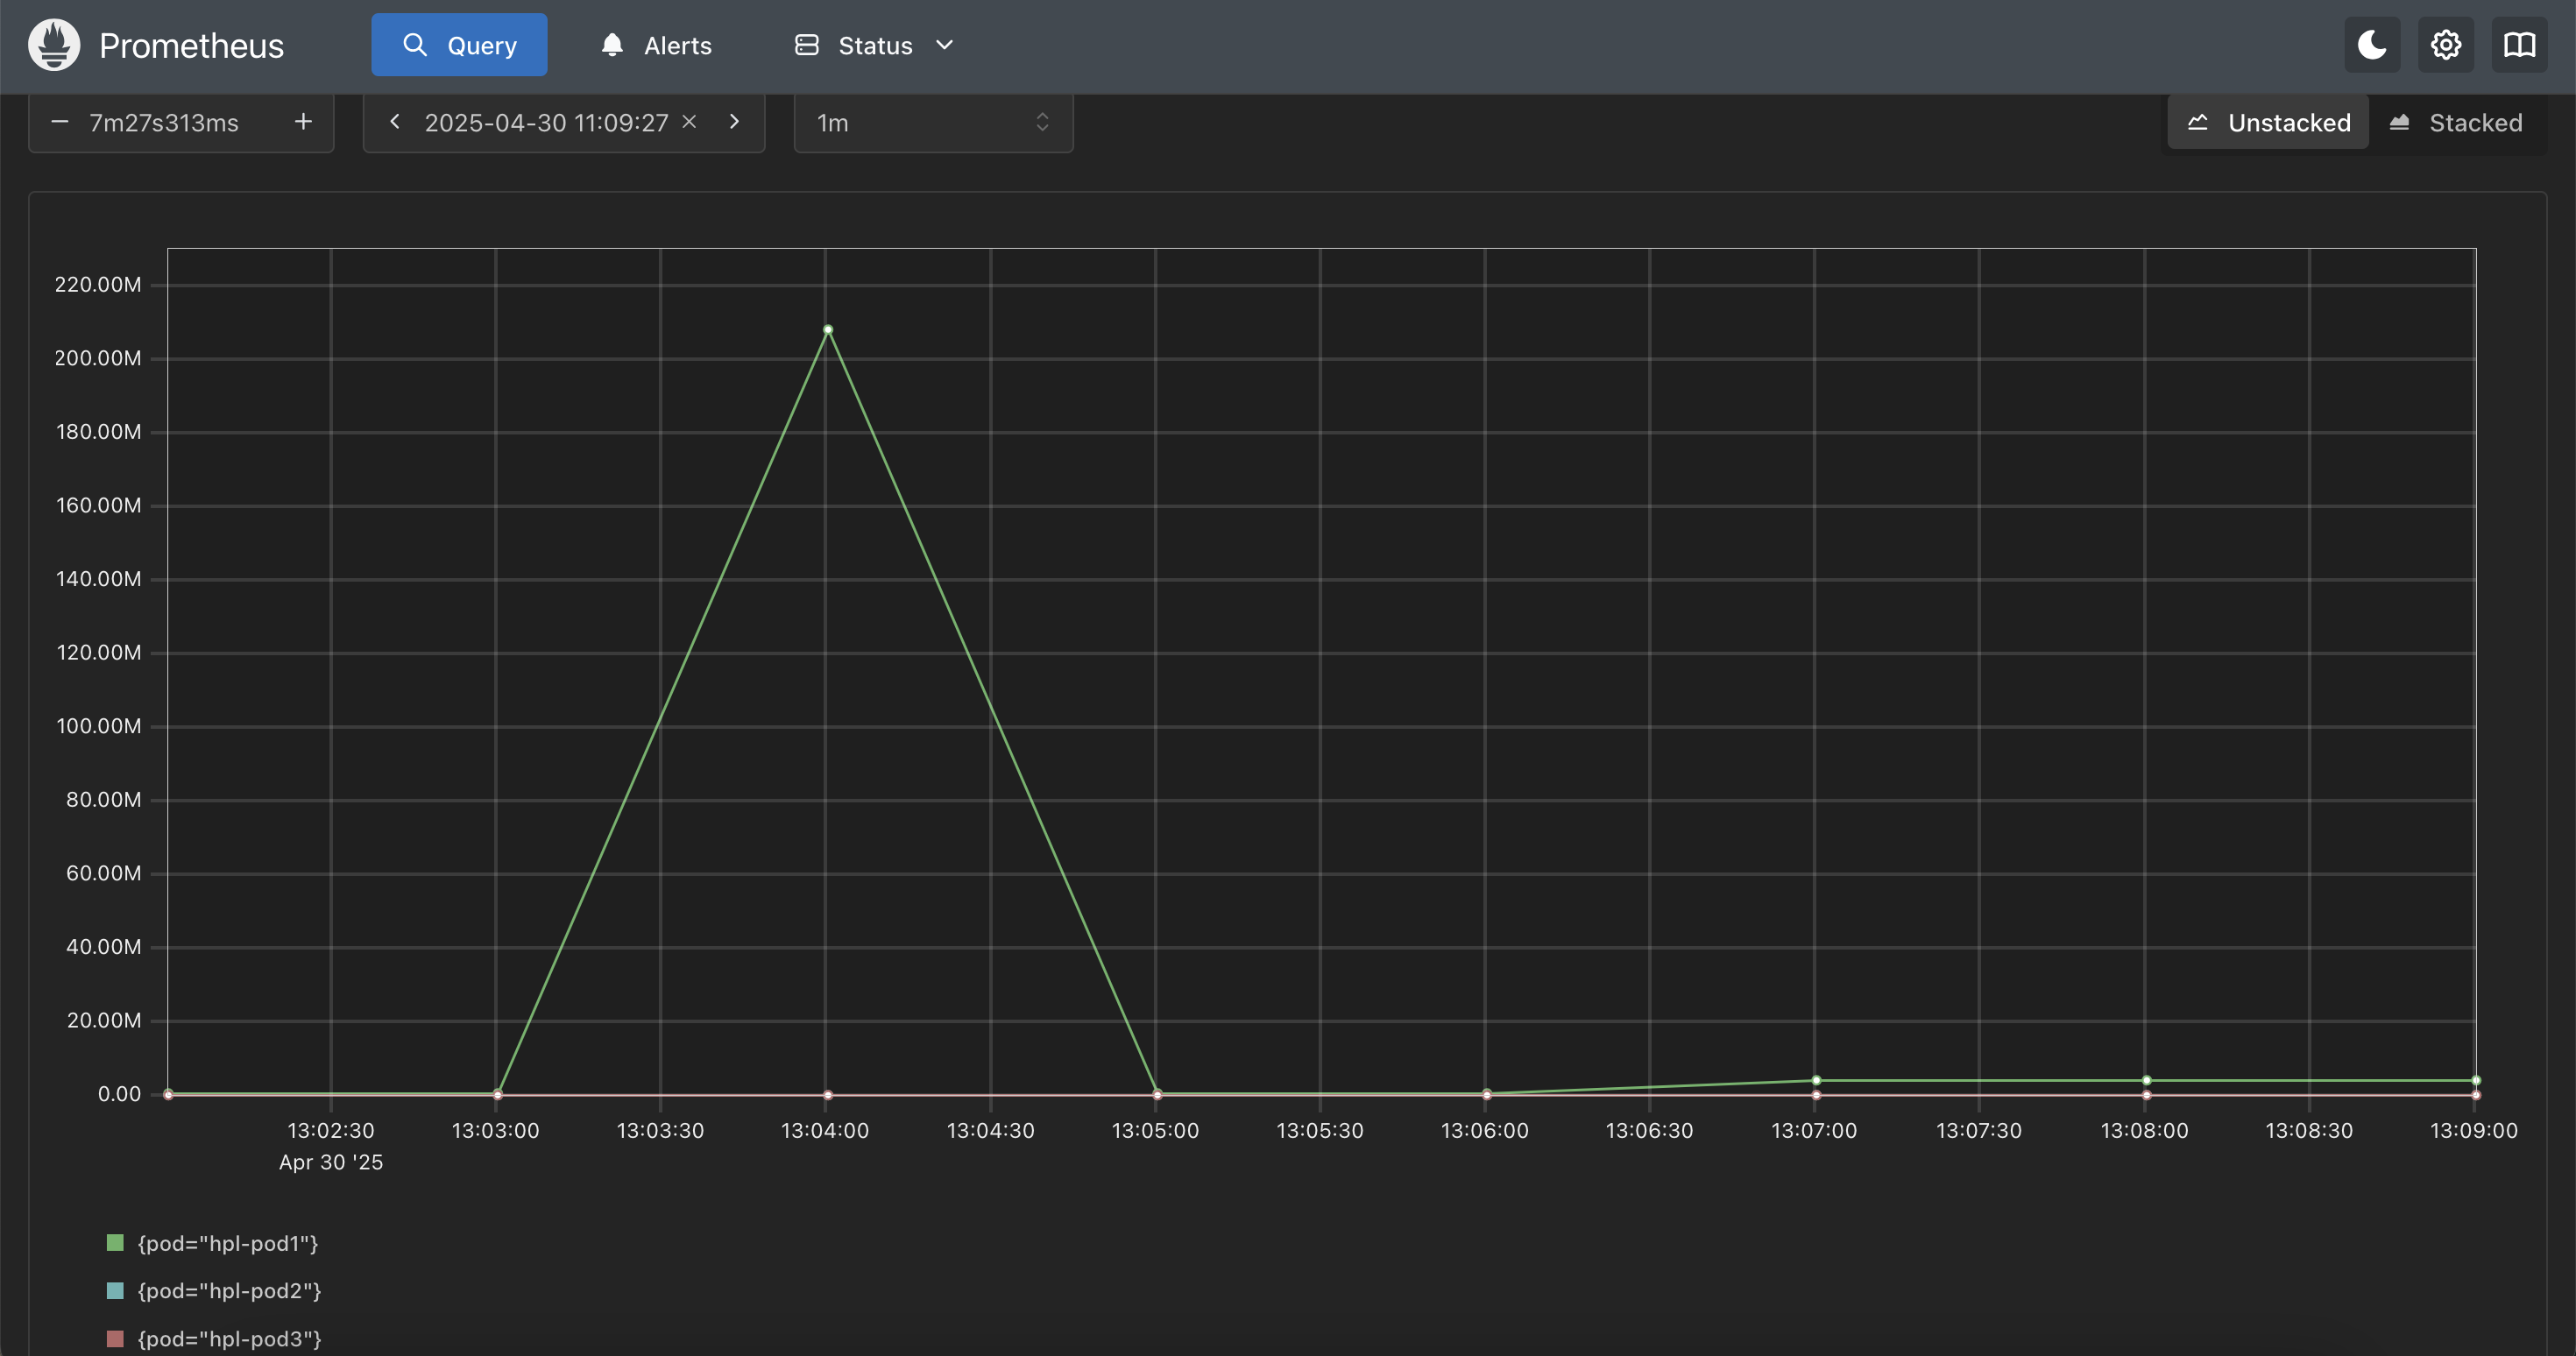 Prometheus Query Alerts Status
7m27s313ms 2025-04-30 11:09:27 1m Unstacked Stacked
220.00M
200.00M
180.00M
160.00M
140.00M
120.00M
100.00M
80.00M
60.00M
40.00M
20.00M
0.00
13:02:30 13:03:00 13:03:30 13:04:00 13:04:30 13:05:00 13:05:30 13:06:00 13:06:30 13:07:00 13:07:30 13:08:00 13:08:30 13:09:00
Apr 30 '25
{pod="hpl-pod1"}
{pod="hpl-pod2"}
{pod="hpl-pod3"}